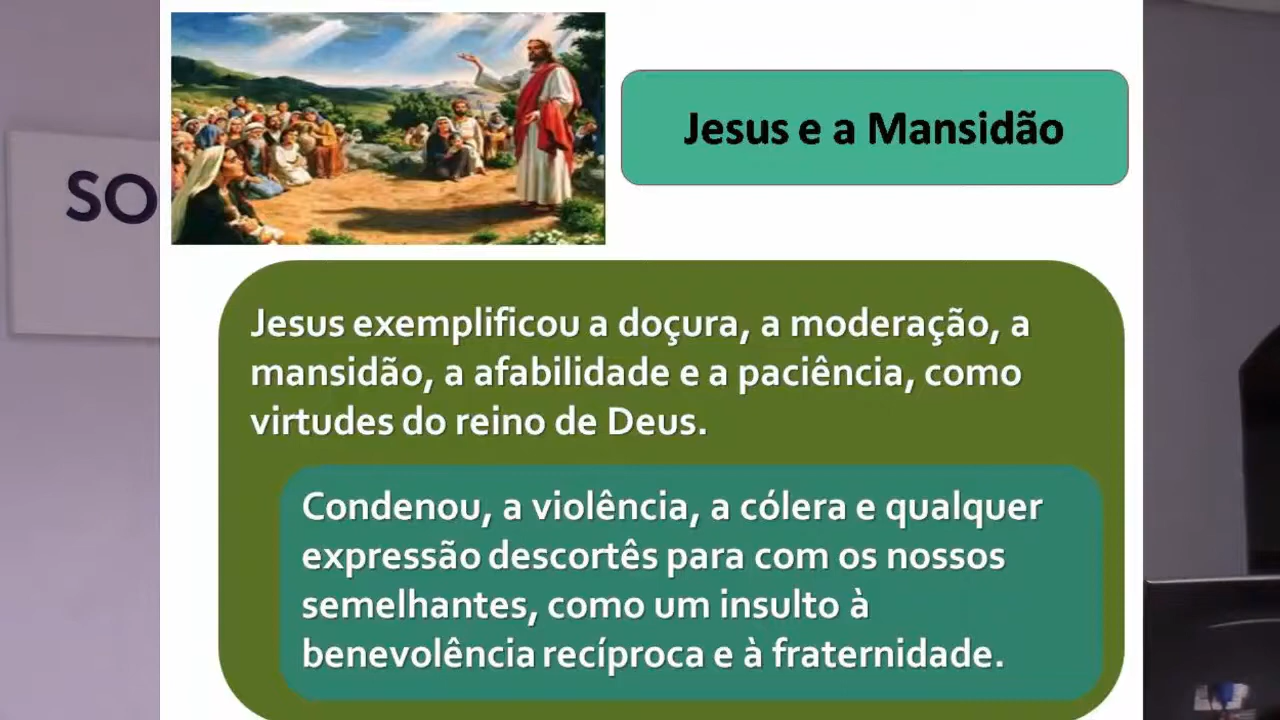 Jesus e a Mansidão
SO
Jesus exemplificou a doçura, a moderação, a
mansidão, a afabilidade e a paciência, como
virtudes do reino de Deus.
Condenou, a violência, a cólera e qualquer
expressão descortês para com os nossos
semelhantes, como um insulto à
benevolência recíproca e à fraternidade.